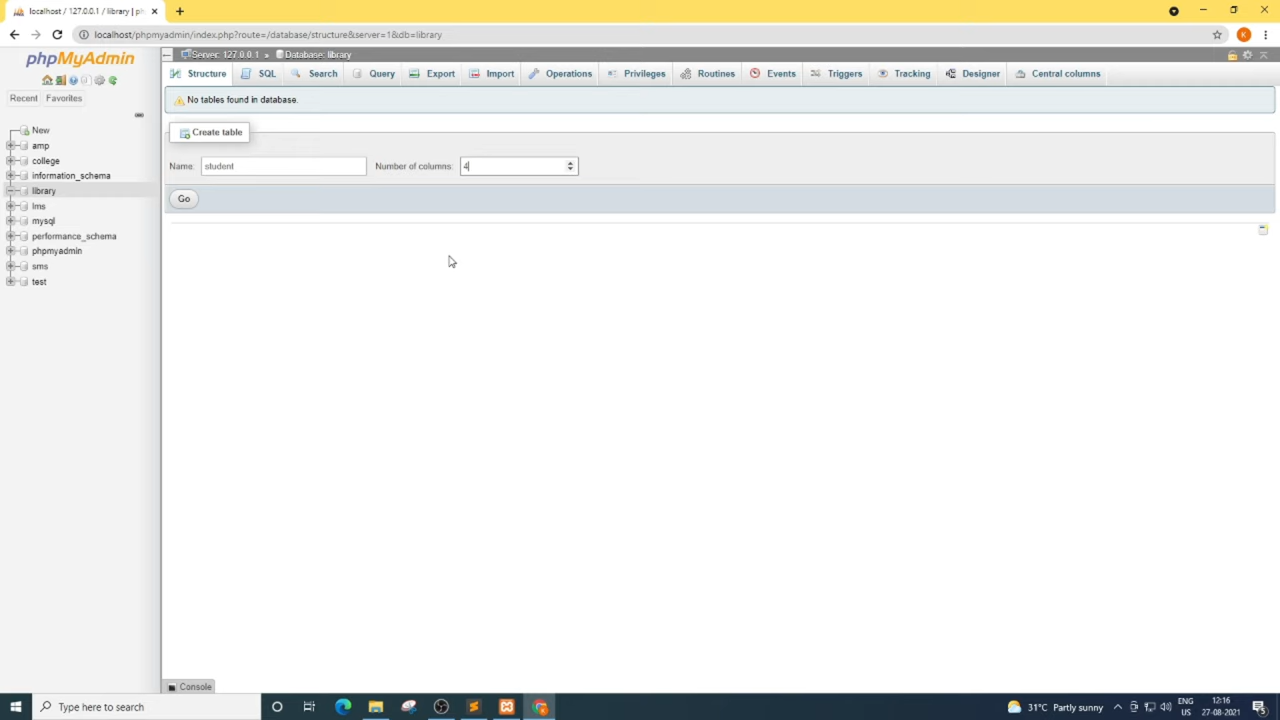 localhost / 127.0.0.1 / library | ph
localhost/phpmyadmin/index.php?route=/database/structure&server=1&db=library
K
phpMyAdmin
Recent Favorites
New
amp
college
information_schema
library
lms
mysql
performance_schema
phpmyadmin
sms
test
Server: 127.0.0.1 » Database: library
Structure SQL Search Query Export Import Operations Privileges Routines Events Triggers Tracking Designer Central columns
No tables found in database.
Create table
Name: student Number of columns: 4
Go
Console
Type here to search
31°C Partly sunny
ENG
US
12:16
27-08-2021
5